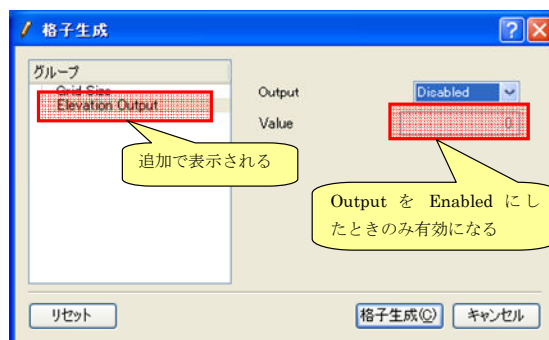 格子生成
グループ
Grid Size
Elevation Output
Output
Disabled
Value
0
追加で表示される
Output を Enabled にし
たときのみ有効になる
リセット
格子生成(C)
キャンセル